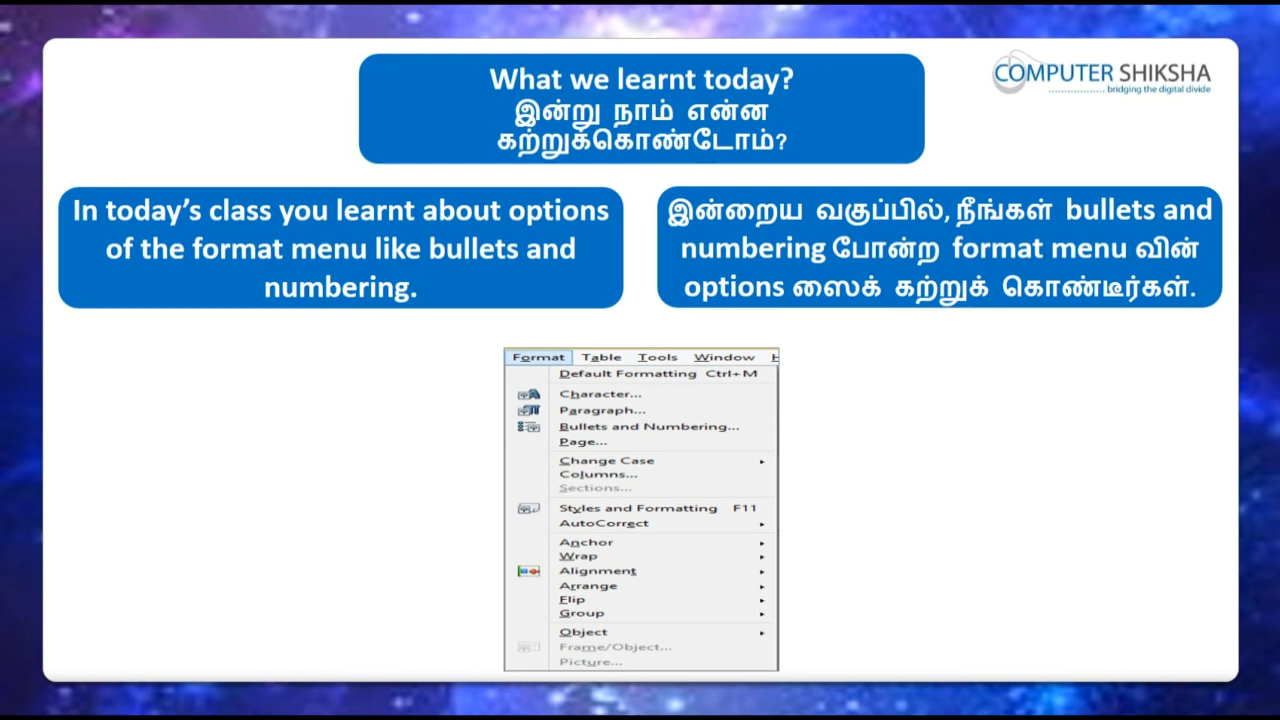 What we learnt today?
இன்று நாம் என்ன
கற்றுக்கொண்டோம்?
COMPUTER SHIKSHA
bridging the digital divide
In today's class you learnt about options
of the format menu like bullets and
numbering.
இன்றைய வகுப்பில், நீங்கள் bullets and
numbering போன்ற format menu வின்
options ஸைக் கற்றுக் கொண்டீர்கள்.
Format Table Tools Window H
Default Formatting Ctrl+M
Character...
Paragraph...
Bullets and Numbering...
Page...
Change Case
Columns...
Sections...
Styles and Formatting F11
AutoCorrect
Anchor
Wrap
Alignment
Arrange
Flip
Group
Object
Frame/Object...
Picture...